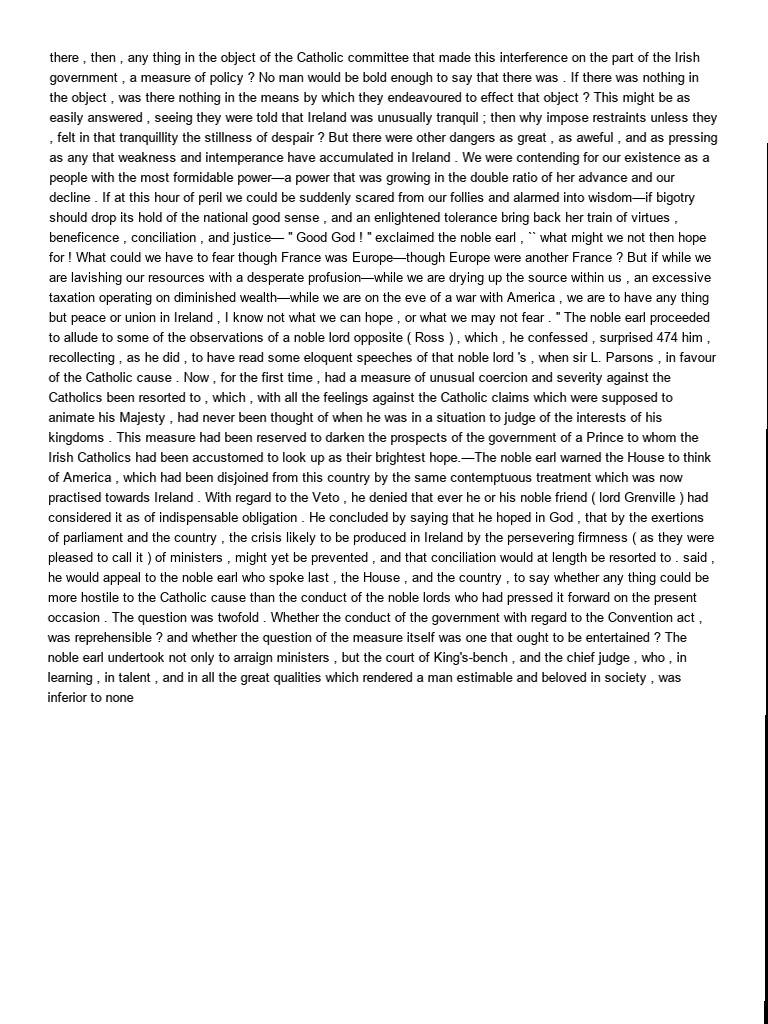 there , then , any thing in the object of the Catholic committee that made this interference on the part of the Irish
government , a measure of policy ? No man would be bold enough to say that there was . If there was nothing in
the object , was there nothing in the means by which they endeavoured to effect that object ? This might be as
easily answered , seeing they were told that Ireland was unusually tranquil ; then why impose restraints unless they
, felt in that tranquillity the stillness of despair ? But there were other dangers as great , as aweful , and as pressing
as any that weakness and intemperance have accumulated in Ireland . We were contending for our existence as a
people with the most formidable power—a power that was growing in the double ratio of her advance and our
decline . If at this hour of peril we could be suddenly scared from our follies and alarmed into wisdom—if bigotry
should drop its hold of the national good sense , and an enlightened tolerance bring back her train of virtues ,
beneficence , conciliation , and justice— " Good God ! " exclaimed the noble earl , `` what might we not then hope
for ! What could we have to fear though France was Europe—though Europe were another France ? But if while we
are lavishing our resources with a desperate profusion—while we are drying up the source within us , an excessive
taxation operating on diminished wealth—while we are on the eve of a war with America , we are to have any thing
but peace or union in Ireland , I know not what we can hope , or what we may not fear . " The noble earl proceeded
to allude to some of the observations of a noble lord opposite ( Ross ) , which , he confessed , surprised 474 him ,
recollecting , as he did , to have read some eloquent speeches of that noble lord 's , when sir L. Parsons , in favour
of the Catholic cause . Now , for the first time , had a measure of unusual coercion and severity against the
Catholics been resorted to , which , with all the feelings against the Catholic claims which were supposed to
animate his Majesty , had never been thought of when he was in a situation to judge of the interests of his
kingdoms . This measure had been reserved to darken the prospects of the government of a Prince to whom the
Irish Catholics had been accustomed to look up as their brightest hope.—The noble earl warned the House to think
of America , which had been disjoined from this country by the same contemptuous treatment which was now
practised towards Ireland . With regard to the Veto , he denied that ever he or his noble friend ( lord Grenville ) had
considered it as of indispensable obligation . He concluded by saying that he hoped in God , that by the exertions
of parliament and the country , the crisis likely to be produced in Ireland by the persevering firmness ( as they were
pleased to call it ) of ministers , might yet be prevented , and that conciliation would at length be resorted to . said ,
he would appeal to the noble earl who spoke last , the House , and the country , to say whether any thing could be
more hostile to the Catholic cause than the conduct of the noble lords who had pressed it forward on the present
occasion . The question was twofold . Whether the conduct of the government with regard to the Convention act ,
was reprehensible ? and whether the question of the measure itself was one that ought to be entertained ? The
noble earl undertook not only to arraign ministers , but the court of King's-bench , and the chief judge , who , in
learning , in talent , and in all the great qualities which rendered a man estimable and beloved in society , was
inferior to none